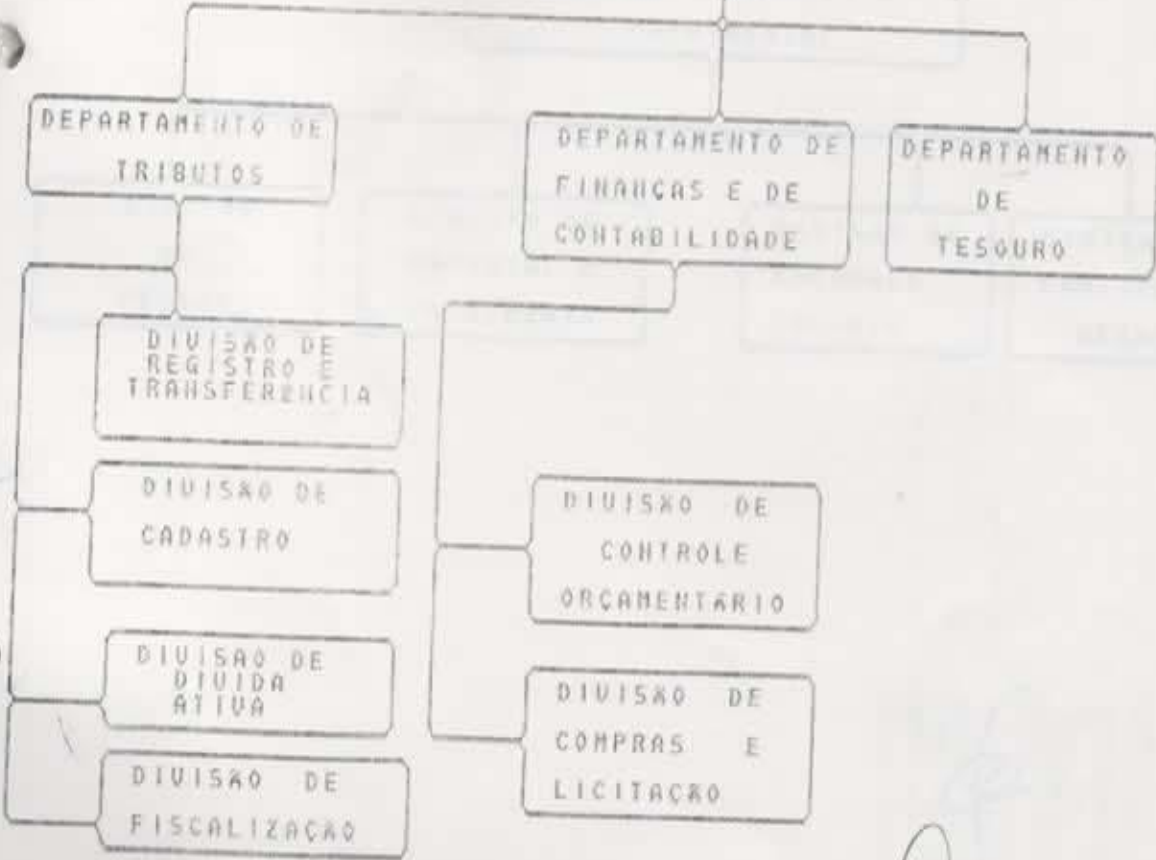 DEPARTAMENTO DE
TRIBUTOS
DEPARTAMENTO DE
FINANÇAS E DE
CONTABILIDADE
DEPARTAMENTO
DE
TESOURO
DIVISÃO DE
REGISTRO E
TRANSFERÊNCIA
DIVISÃO DE
CADASTRO
DIVISÃO DE
DIVIDA
ATIVA
DIVISÃO DE
FISCALIZAÇÃO
DIVISÃO DE
CONTROLE
ORÇAMENTÁRIO
DIVISÃO DE
COMPRAS E
LICITAÇÃO